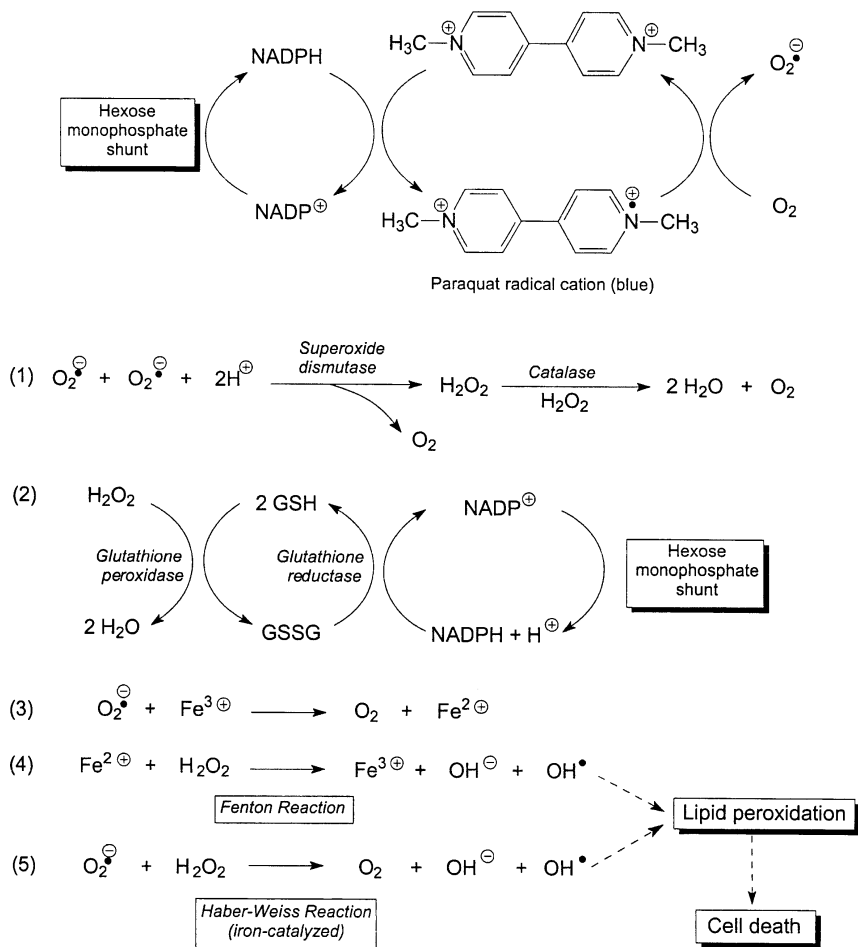 NADPH
Hexose
monophosphate
shunt
NADP⊕
H₃C—N⊕ N⊕—CH₃
O₂•⊖
H₃C—N⊕ N•⊕—CH₃
O₂
Paraquat radical cation (blue)
(1) O₂•⊖ + O₂•⊖ + 2H⊕
Superoxide
dismutase
H₂O₂
Catalase
H₂O₂
2 H₂O + O₂
O₂
(2) H₂O₂
2 GSH
NADP⊕
Glutathione
peroxidase
Glutathione
reductase
Hexose
monophosphate
shunt
2 H₂O
GSSG
NADPH + H⊕
(3) O₂•⊖ + Fe³⊕ → O₂ + Fe²⊕
(4) Fe²⊕ + H₂O₂ → Fe³⊕ + OH⊖ + OH•
Fenton Reaction
Lipid peroxidation
(5) O₂•⊖ + H₂O₂ → O₂ + OH⊖ + OH•
Haber-Weiss Reaction
(iron-catalyzed)
Cell death